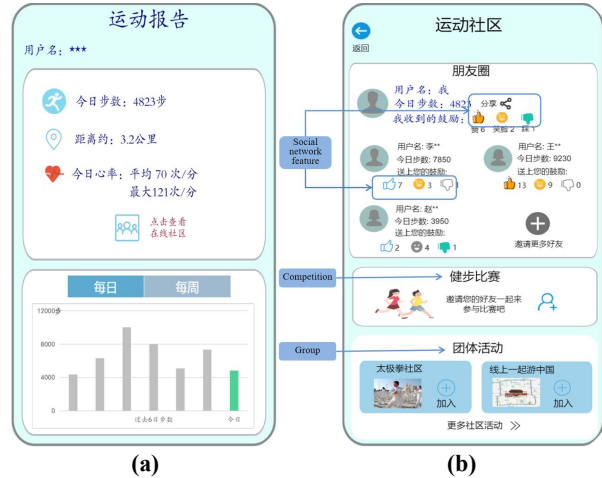 运动报告
用户名：***
今日步数：4823步
距离约：3.2公里
今日心率：平均 70 次/分
最大121次/分
点击查看
在线社区
每日
每周
12000步
8000
4000
0
过去6日步数
今日
(a)
Social
network
feature
Competition
Group
返回
运动社区
朋友圈
用户名：我
今日步数：4823
我收到的鼓励：
分享
赞 6 笑脸 2 踩 1
用户名: 李**
今日步数: 7850
送上您的鼓励:
7 3 1
用户名: 王**
今日步数: 9230
送上您的鼓励:
13 9 0
用户名: 赵**
今日步数: 3950
送上您的鼓励:
2 4 1
邀请更多好友
健步比赛
邀请您的好友一起来
参与比赛吧
团体活动
太极拳社区
加入
线上一起游中国
加入
更多社区活动
(b)